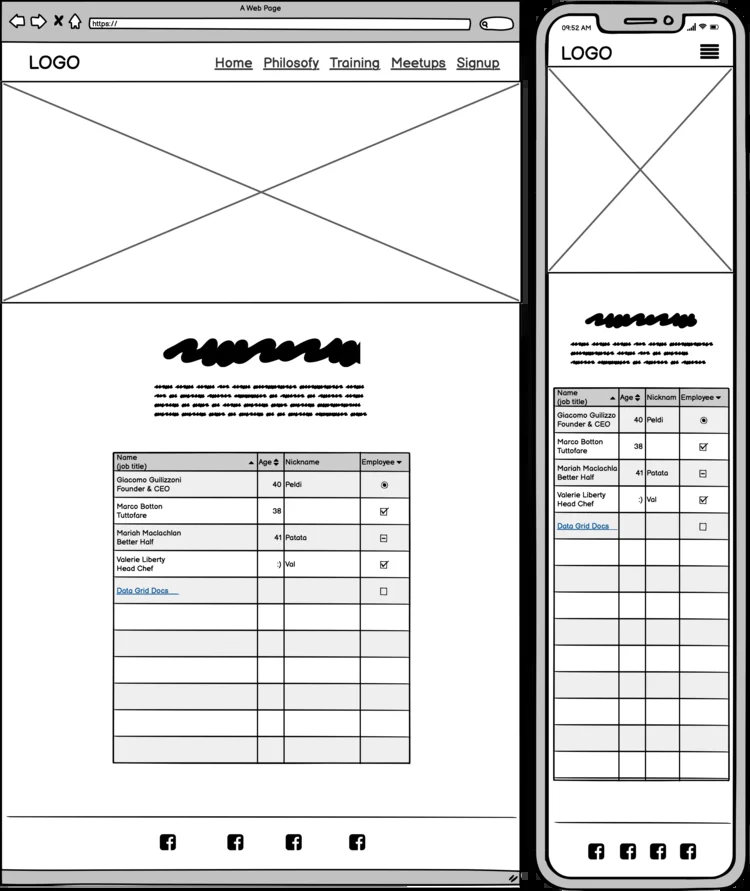 A Web Page
https://
LOGO
Home Philosofy Training Meetups Signup
Name
(job title)
Age
Nickname
Employee
Giacomo Guilizzoni
Founder & CEO
40
Peldi
Marco Botton
Tuttofare
38
Mariah Maclachlan
Better Half
41
Patata
Valerie Liberty
Head Chef
:)
Val
Data Grid Docs
09:52 AM
LOGO
Name
(job title)
Age
Nicknam
Employee
Giacomo Guilizzo
Founder & CEO
40
Peldi
Marco Botton
Tuttofare
38
Mariah Maclachla
Better Half
41
Patata
Valerie Liberty
Head Chef
:)
Val
Data Grid Docs